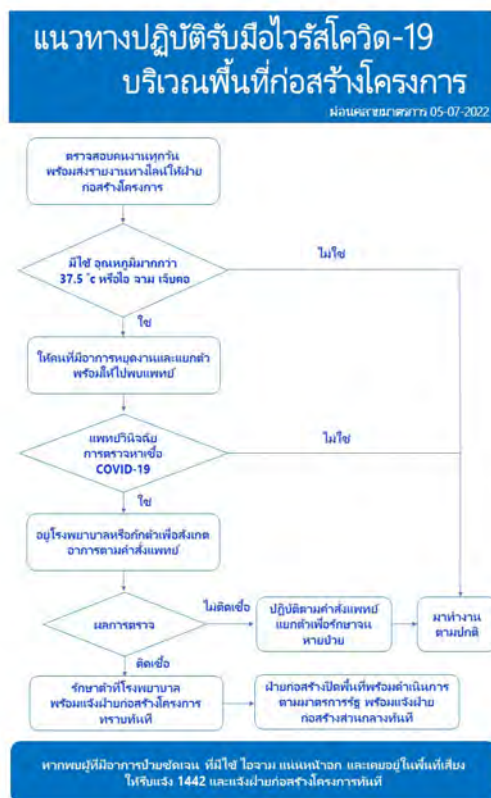 แนวทางปฏิบัติรับมือไวรัสโควิด-19
บริเวณพื้นที่ก่อสร้างโครงการ
ผ่อนคลายมาตรการ 05-07-2022
ตรวจสอบคนงานทุกวัน
พร้อมส่งรายงานทางไลน์ให้ฝ่าย
ก่อสร้างโครงการ
มีไข้ อุณหภูมิมากกว่า
37.5 ˚c หรือไอ จาม เจ็บคอ
ไม่ใช่
ใช่
ให้คนที่มีอาการหยุดงานและแยกตัว
พร้อมให้ไปพบแพทย์
แพทย์วินิจฉัย
การตรวจหาเชื้อ
COVID-19
ไม่ใช่
ใช่
อยู่โรงพยาบาลหรือกักตัวเพื่อสังเกต
อาการตามคำสั่งแพทย์
ผลการตรวจ
ไม่ติดเชื้อ
ปฏิบัติตามคำสั่งแพทย์
แยกตัวเพื่อรักษาจน
หายป่วย
มาทำงาน
ตามปกติ
ติดเชื้อ
รักษาตัวที่โรงพยาบาล
พร้อมแจ้งฝ่ายก่อสร้างโครงการ
ทราบทันที
ฝ่ายก่อสร้างปิดพื้นที่พร้อมดำเนินการ
ตามมาตรการรัฐ พร้อมแจ้งฝ่าย
ก่อสร้างส่วนกลางทันที
หากพบผู้ที่มีอาการป่วยชัดเจน ที่มีไข้ ไอจาม แน่นหน้าอก และเคยอยู่ในพื้นที่เสี่ยง
ให้รีบแจ้ง 1442 และแจ้งฝ่ายก่อสร้างโครงการทันที